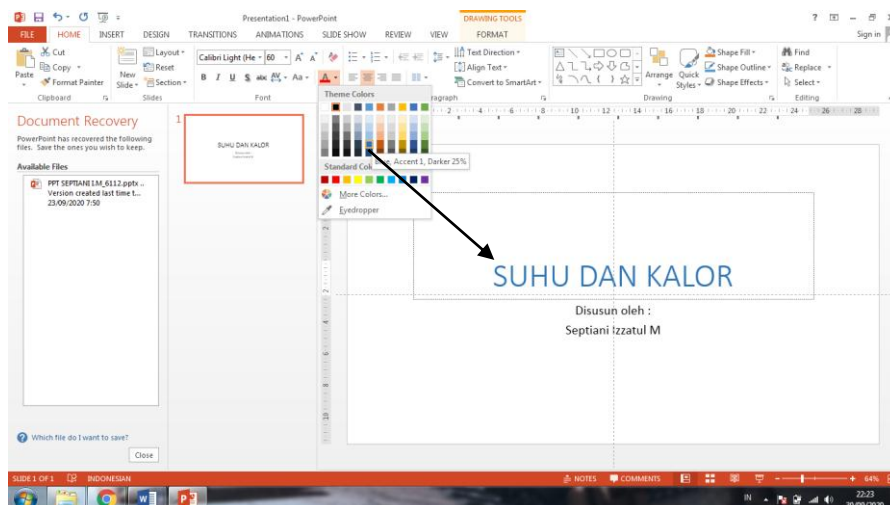 Presentation1 - PowerPoint
DRAWING TOOLS
FILE HOME INSERT DESIGN TRANSITIONS ANIMATIONS SLIDE SHOW REVIEW VIEW FORMAT Sign in
Cut
Copy
Format Painter
Paste
Clipboard
New
Slide
Layout
Reset
Section
Slides
Calibri Light (He 60
B I U S abc AV Aa
Font
A
Text Direction
Align Text
Convert to SmartArt
Arrange
Quick
Styles
Shape Fill
Shape Outline
Shape Effects
Drawing
Find
Replace
Select
Editing
Theme Colors
Blue, Accent 1, Darker 25%
More Colors...
Eyedropper
Document Recovery
PowerPoint has recovered the following
files. Save the ones you wish to keep.
Available Files
PPT SEPTIANI I.M_6112.pptx ..
Version created last time t...
23/09/2020 7:50
Which file do I want to save?
Close
1
SUHU DAN KALOR
SUHU DAN KALOR
Disusun oleh :
Septiani Izzatul M
SLIDE 1 OF 1 INDONESIAN NOTES COMMENTS 64%
IN 22:23